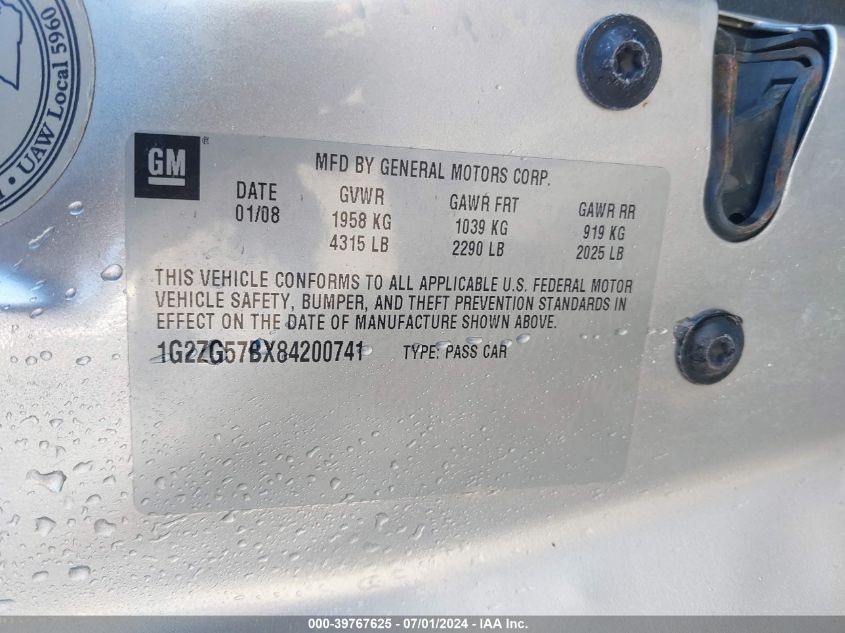 UAW Local 5960
GM ®
MFD BY GENERAL MOTORS CORP.
DATE GVWR GAWR FRT GAWR RR
01/08 1958 KG 1039 KG 919 KG
4315 LB 2290 LB 2025 LB
THIS VEHICLE CONFORMS TO ALL APPLICABLE U.S. FEDERAL MOTOR
VEHICLE SAFETY, BUMPER, AND THEFT PREVENTION STANDARDS IN
EFFECT ON THE DATE OF MANUFACTURE SHOWN ABOVE.
1G2ZG57BX84200741 TYPE: PASS CAR
000-39767625 - 07/01/2024 - IAA Inc.